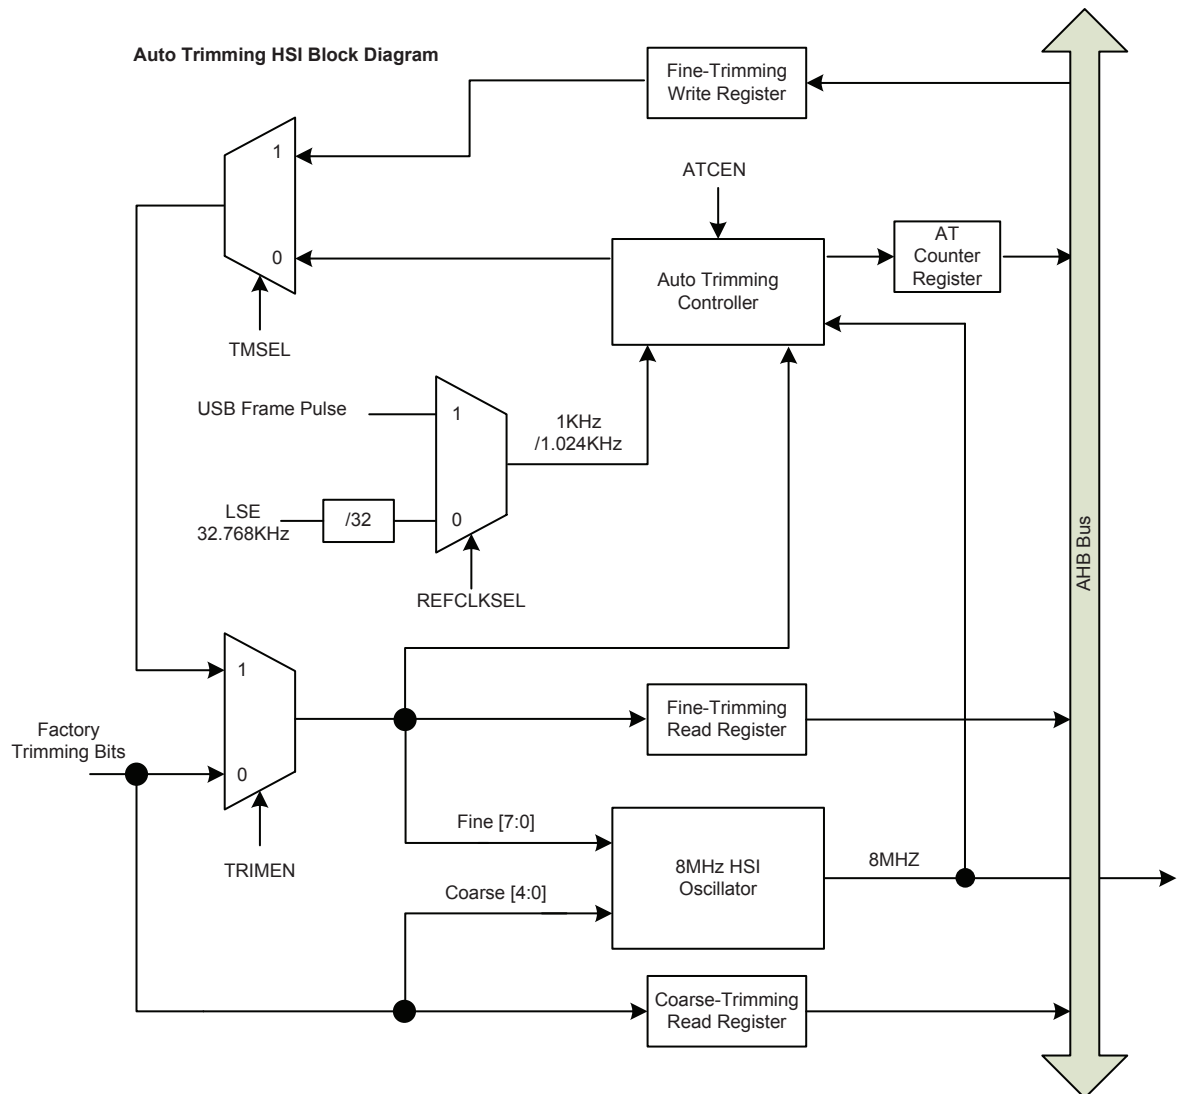 Auto Trimming HSI Block Diagram
Fine-Trimming
Write Register
1
ATCEN
0
Auto Trimming
Controller
AT
Counter
Register
TMSEL
USB Frame Pulse
1
1KHz
/1.024KHz
LSE
32.768KHz
/32
0
REFCLKSEL
AHB Bus
1
Factory
Trimming Bits
0
TRIMEN
Fine-Trimming
Read Register
Fine [7:0]
Coarse [4:0]
8MHz HSI
Oscillator
8MHZ
Coarse-Trimming
Read Register